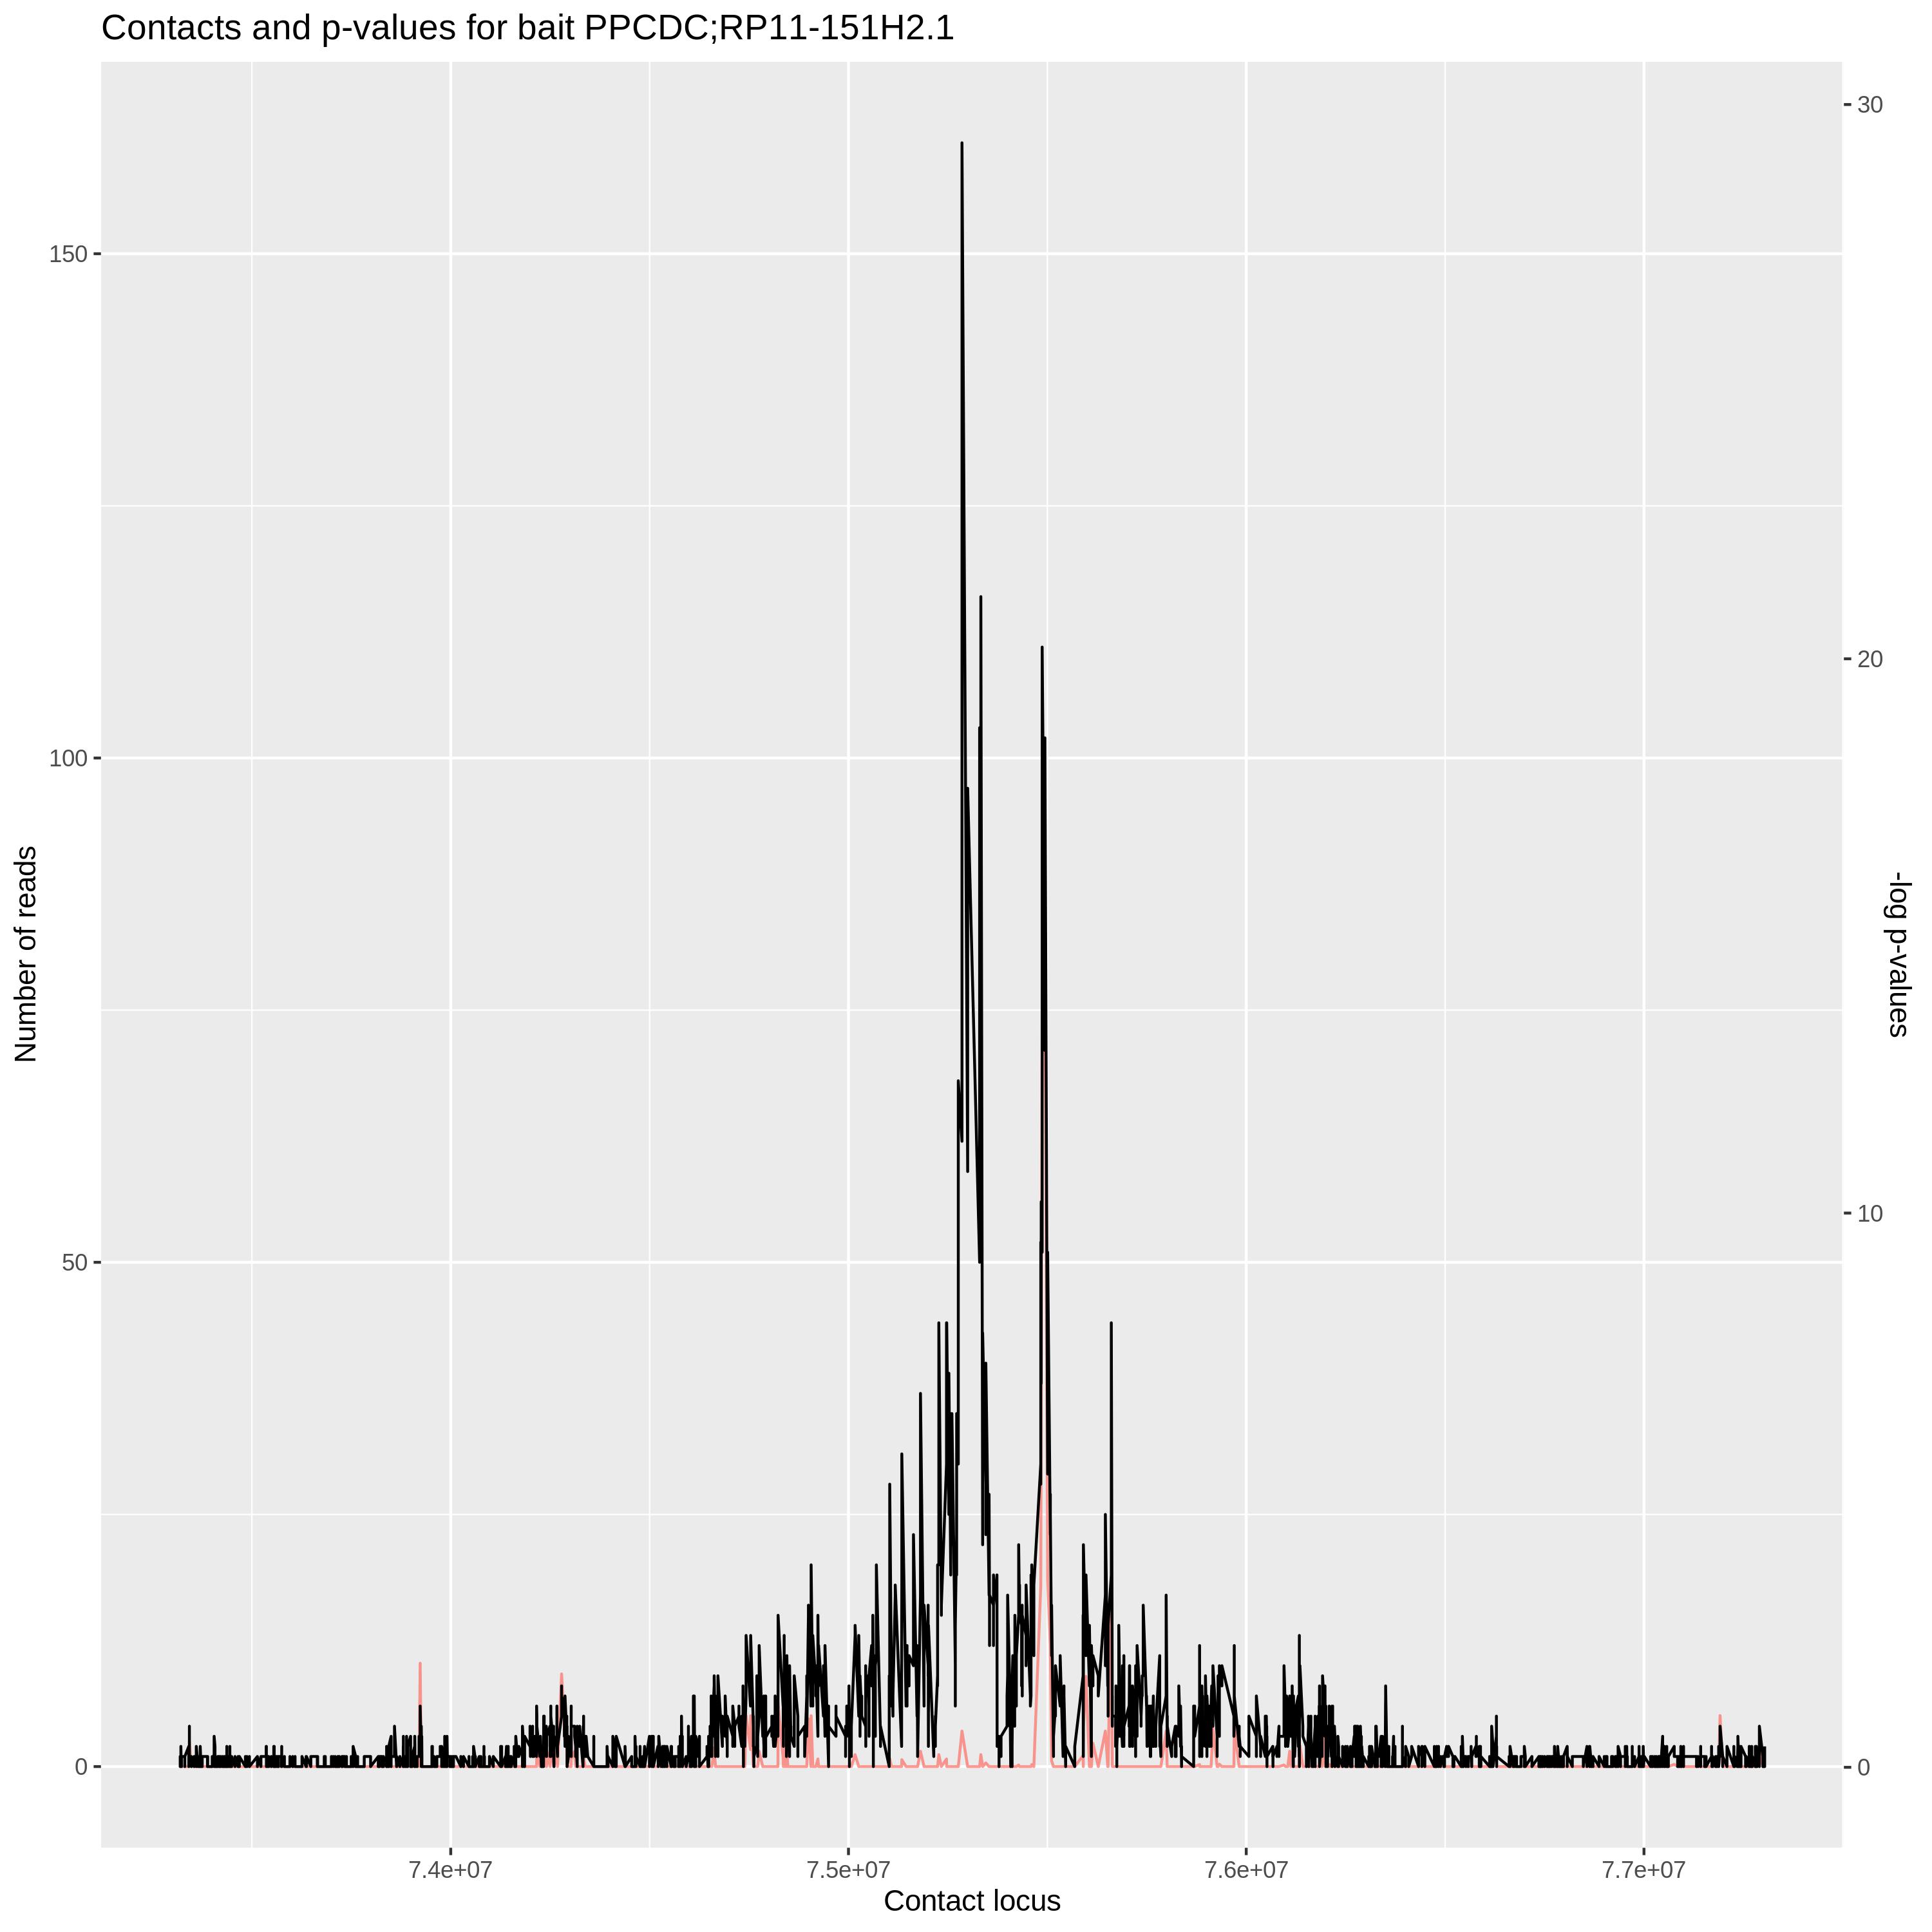 Contacts and p-values for bait PPCDC;RP11-151H2.1
150
100
50
0
Number of reads
30
20
10
0
-log p-values
7.4e+07
7.5e+07
7.6e+07
7.7e+07
Contact locus